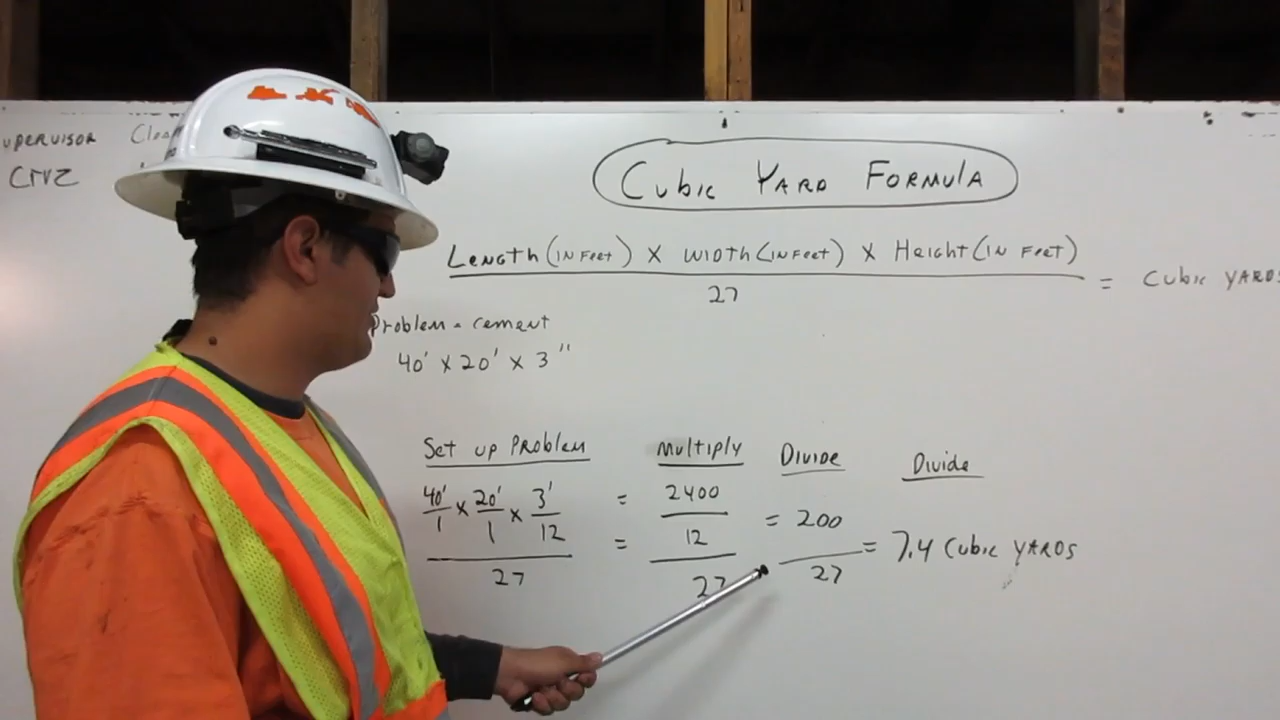 Supervisor
CMZ
Cubic Yard Formula
Length (in feet) x Width (in feet) x Height (in feet)
27
= Cubic Yards
Problem - cement
40' x 20' x 3"
Set up Problem
Multiply
Divide
Divide
40' x 20' x 3' = 2400
1 1 12 = 12 = 200
27 27 27 = 7.4 Cubic Yards